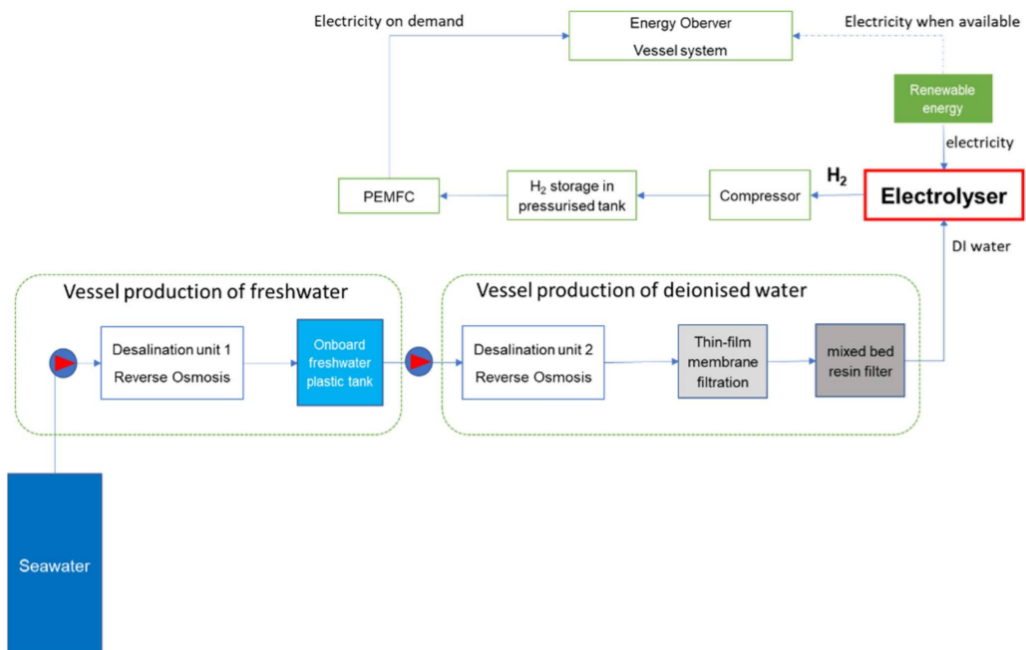 Electricity on demand
Energy Oberver
Vessel system
Electricity when available
Renewable
energy
electricity
PEMFC
H₂ storage in
pressurised tank
Compressor
H₂
Electrolyser
DI water
Vessel production of freshwater
Vessel production of deionised water
Desalination unit 1
Reverse Osmosis
Onboard
freshwater
plastic tank
Desalination unit 2
Reverse Osmosis
Thin-film
membrane
filtration
mixed bed
resin filter
Seawater